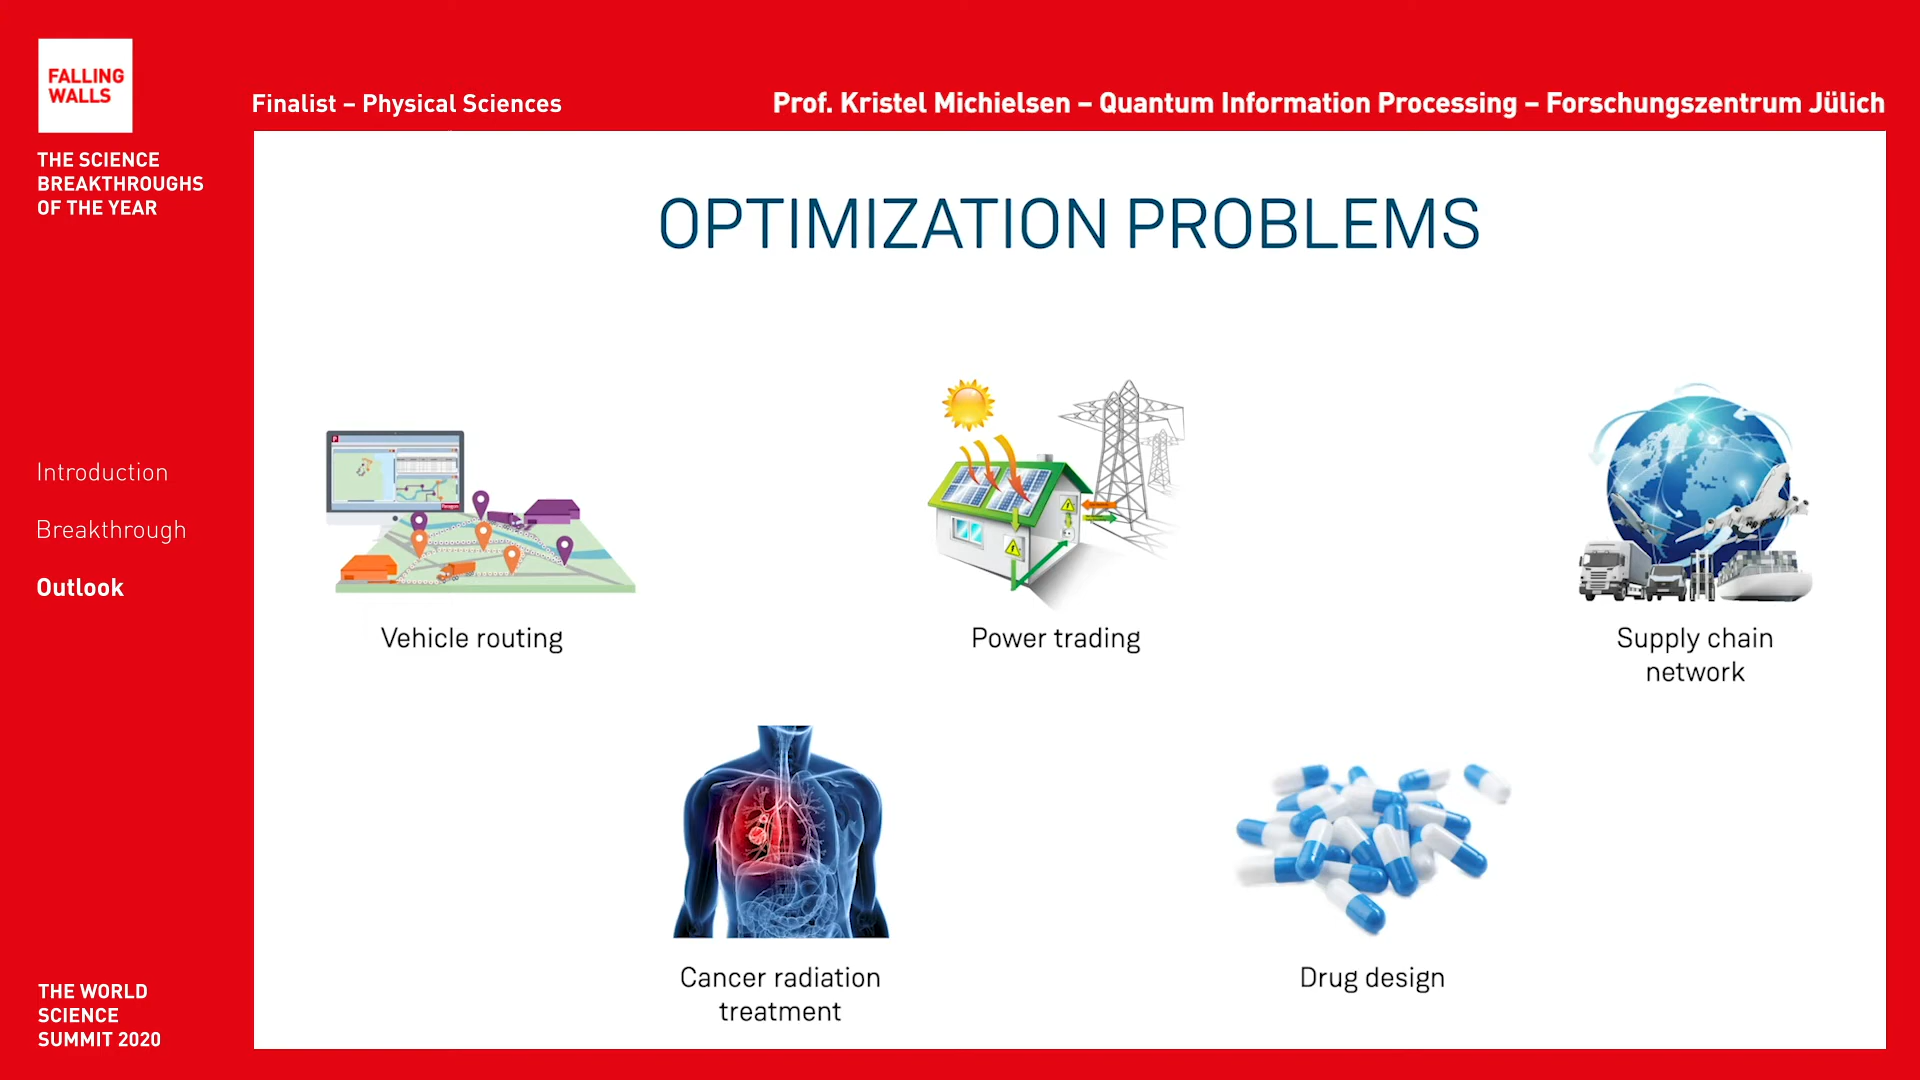 FALLING
WALLS
THE SCIENCE
BREAKTHROUGHS
OF THE YEAR
Finalist – Physical Sciences
Prof. Kristel Michielsen – Quantum Information Processing – Forschungszentrum Jülich
OPTIMIZATION PROBLEMS
Introduction
Breakthrough
Outlook
Vehicle routing
Power trading
Supply chain
network
Cancer radiation
treatment
Drug design
THE WORLD
SCIENCE
SUMMIT 2020